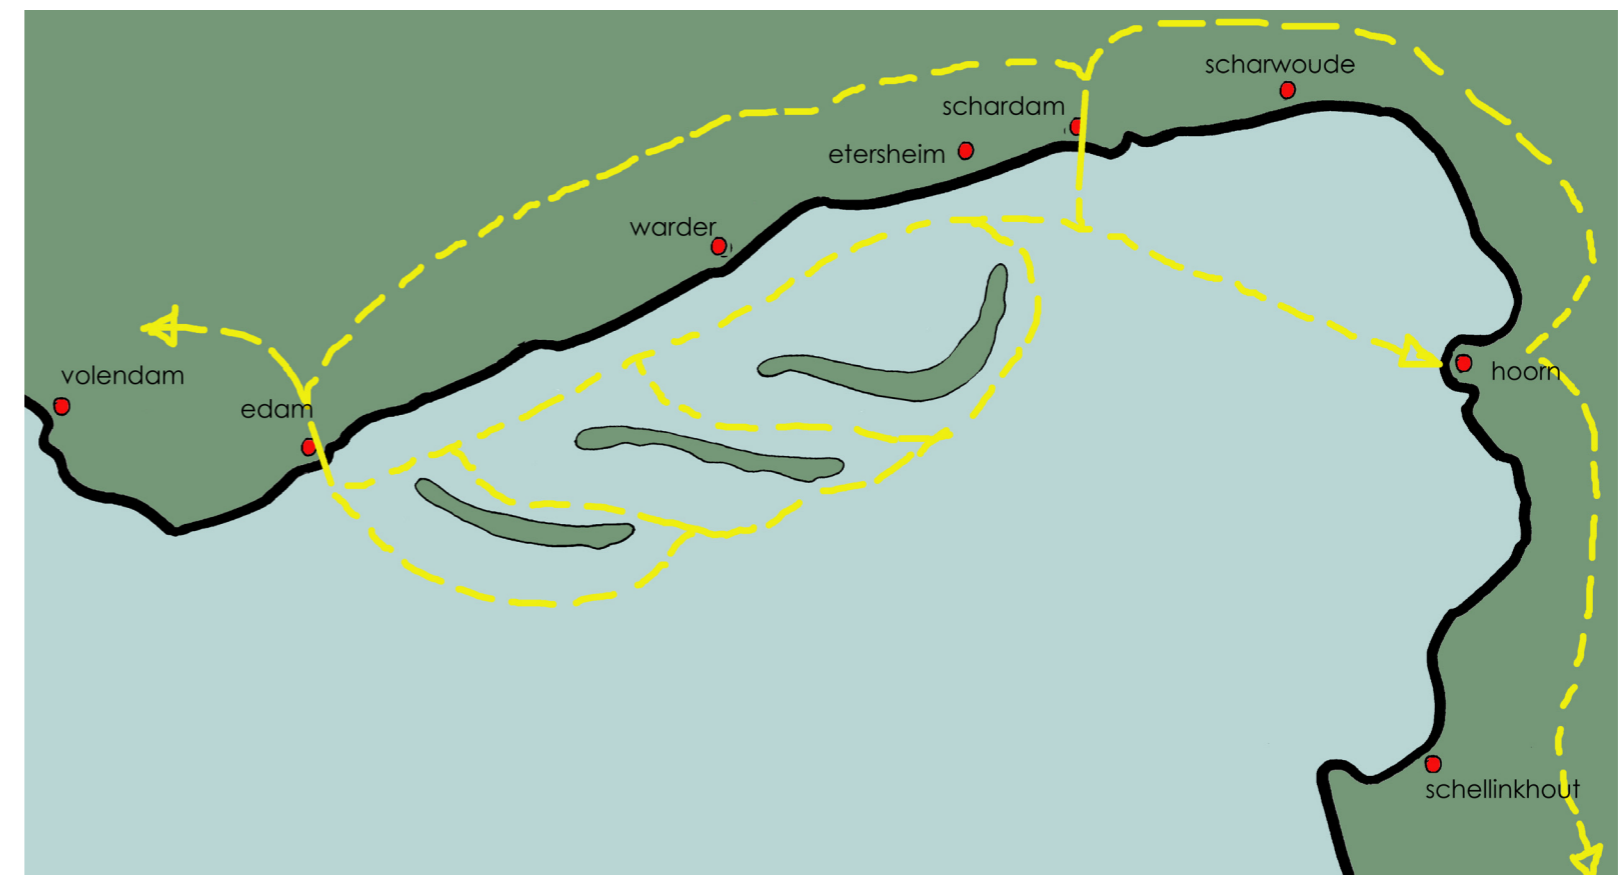 scharwoude
schardam
etersheim
warder
volendam
edam
hoorn
schellinkhout